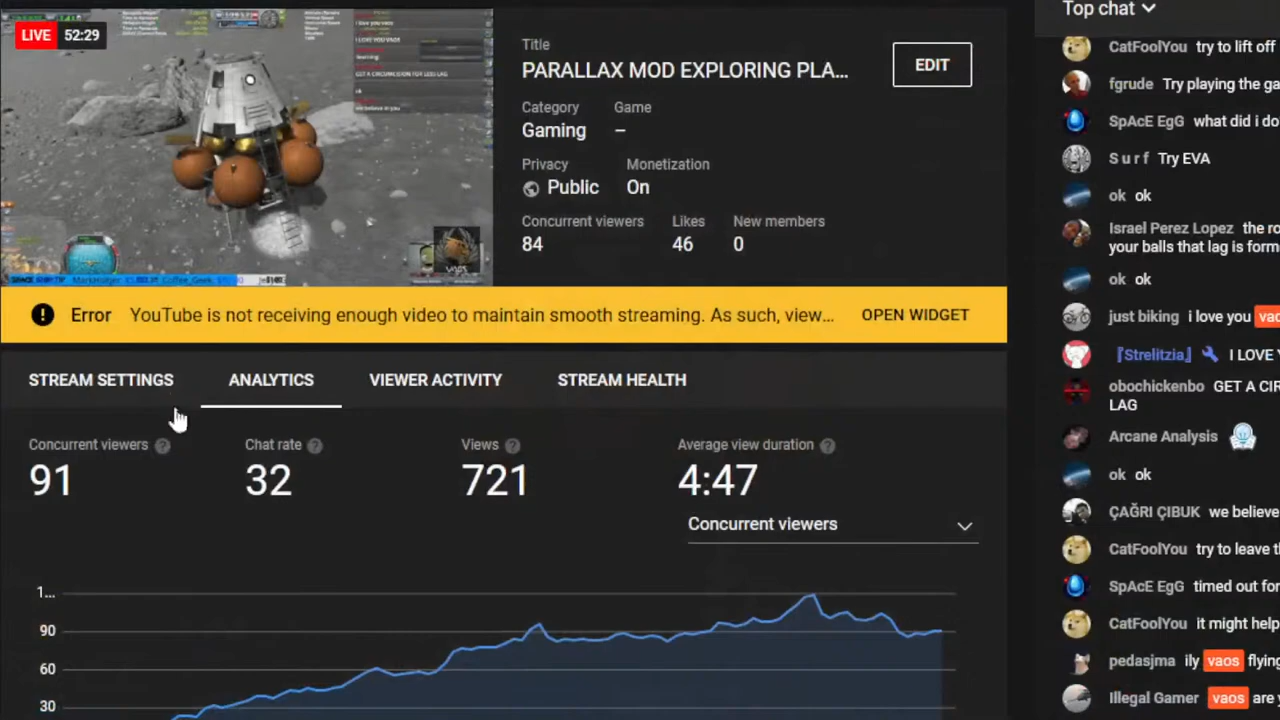 LIVE 52:29
Title
PARALLAX MOD EXPLORING PLA...
EDIT
Category Game
Gaming –
Privacy Monetization
Public On
Concurrent viewers Likes New members
84 46 0
Error YouTube is not receiving enough video to maintain smooth streaming. As such, view... OPEN WIDGET
STREAM SETTINGS ANALYTICS VIEWER ACTIVITY STREAM HEALTH
Concurrent viewers ? Chat rate ? Views ? Average view duration ?
91 32 721 4:47
Concurrent viewers
1...
90
60
30
Top chat
CatFoolYou try to lift off
fgrude Try playing the ga
SpAcE EgG what did i do
S u r f Try EVA
ok ok
Israel Perez Lopez the ro
your balls that lag is form
ok ok
just biking i love you vao
『Strelitzia』 I LOVE Y
obochickenbo GET A CIR
LAG
Arcane Analysis
ok ok
ÇAĞRI ÇIBUK we believe
CatFoolYou try to leave th
SpAcE EgG timed out for
CatFoolYou it might help
pedasjma ily vaos flying
Illegal Gamer vaos are y